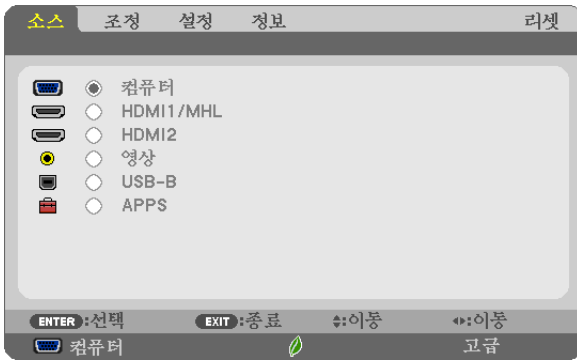 소스 조정 설정 정보 리셋
컴퓨터
HDMI1/MHL
HDMI2
영상
USB-B
APPS
ENTER:선택 EXIT:종료 :이동 :이동
컴퓨터 고급